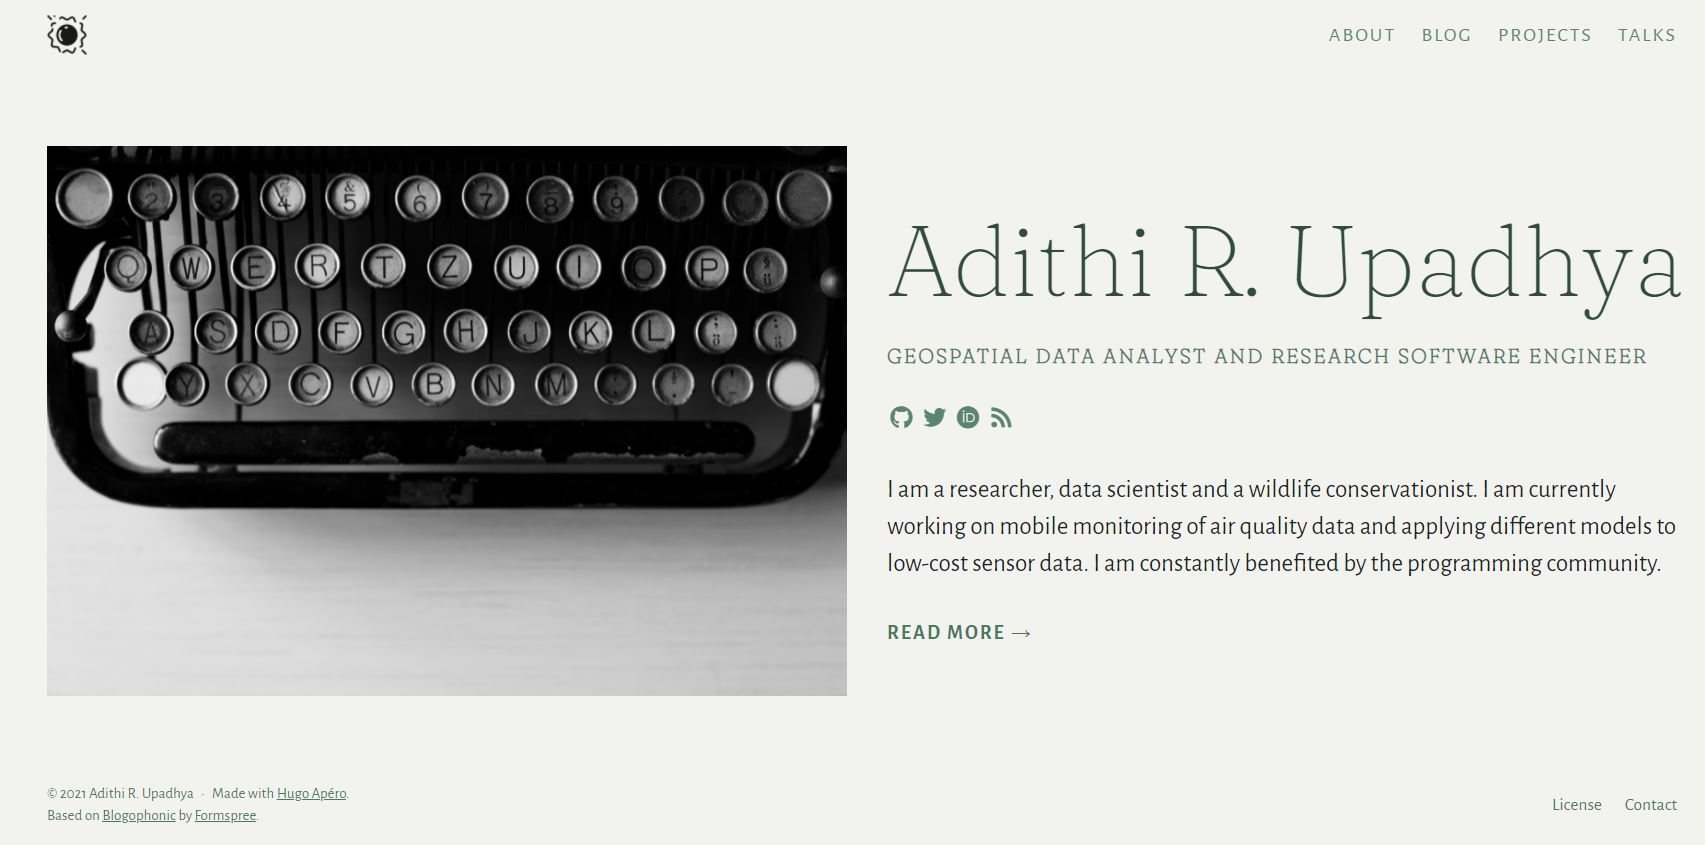 ABOUT BLOG PROJECTS TALKS
2 3 4 & 5 6 7 8 9
Q W E R T Z U I O P § ü
A S D F G H J K L ; ö ä
Y X C V B N M
Adithi R. Upadhya
GEOSPATIAL DATA ANALYST AND RESEARCH SOFTWARE ENGINEER
iD
I am a researcher, data scientist and a wildlife conservationist. I am currently
working on mobile monitoring of air quality data and applying different models to
low-cost sensor data. I am constantly benefited by the programming community.
READ MORE →
© 2021 Adithi R. Upadhya · Made with Hugo Apéro.
Based on Blogophonic by Formspree.
License Contact